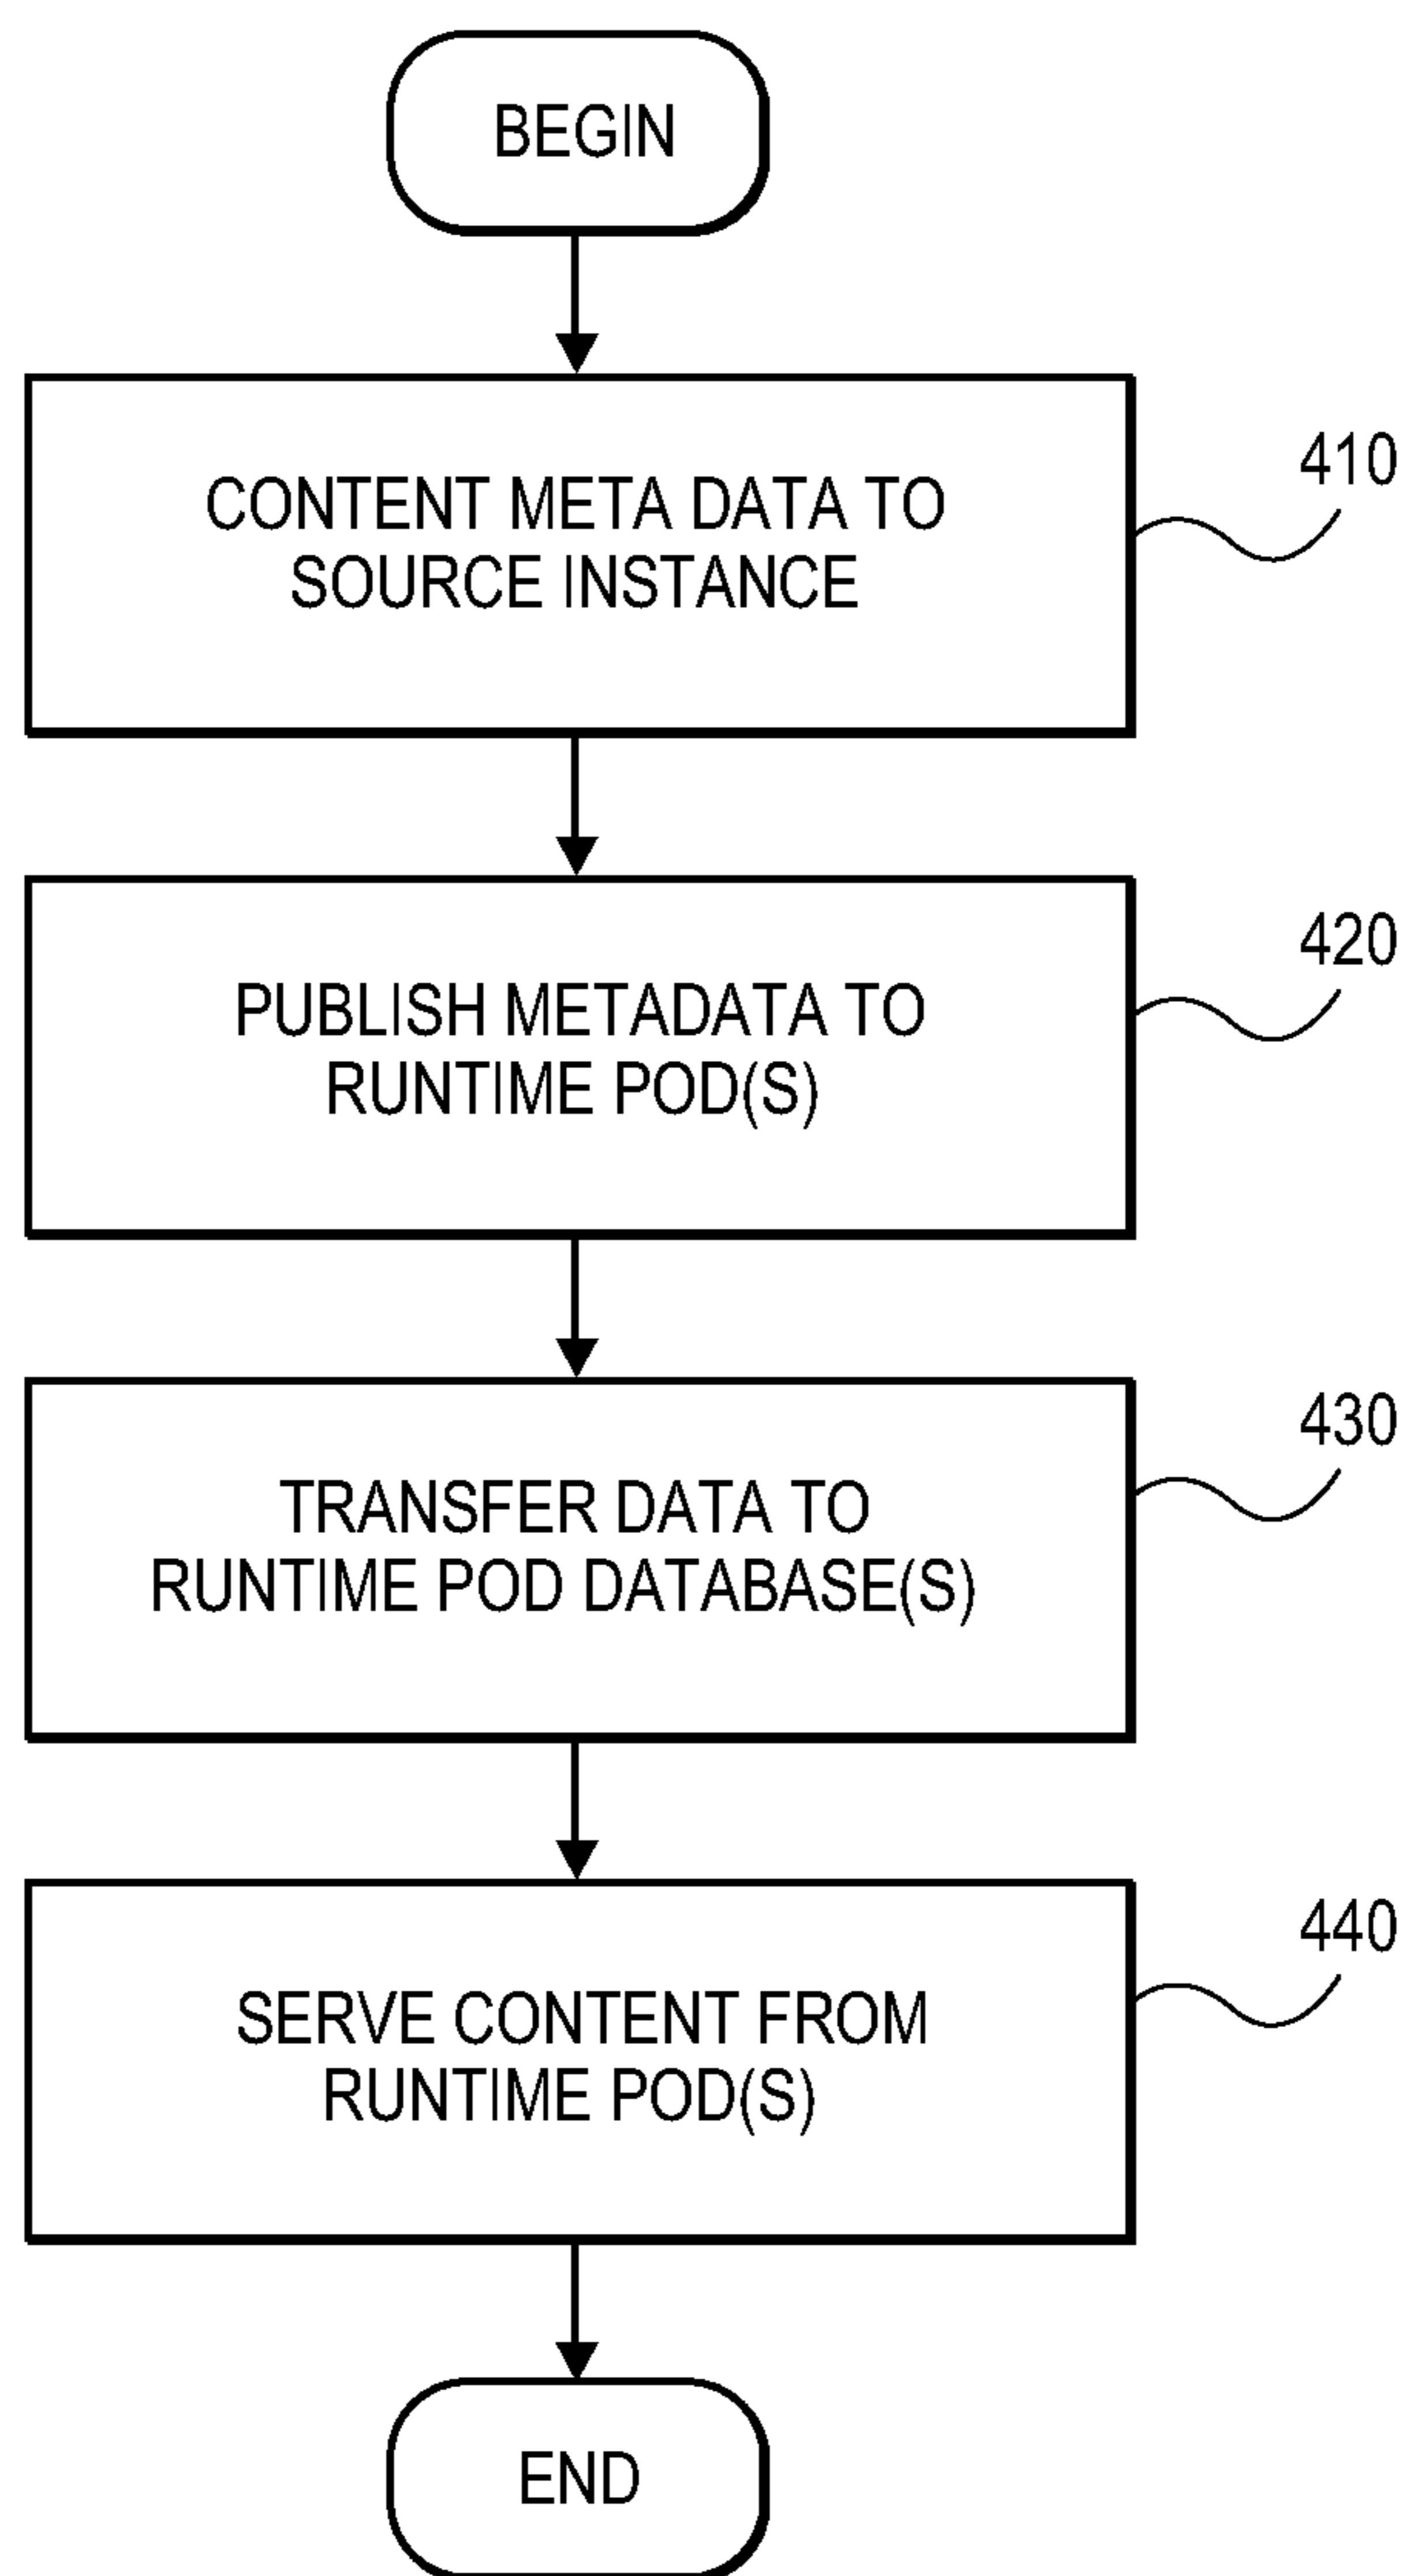 BEGIN
CONTENT META DATA TO
SOURCE INSTANCE
410
PUBLISH METADATA TO
RUNTIME POD(S)
420
TRANSFER DATA TO
RUNTIME POD DATABASE(S)
430
SERVE CONTENT FROM
RUNTIME POD(S)
440
END